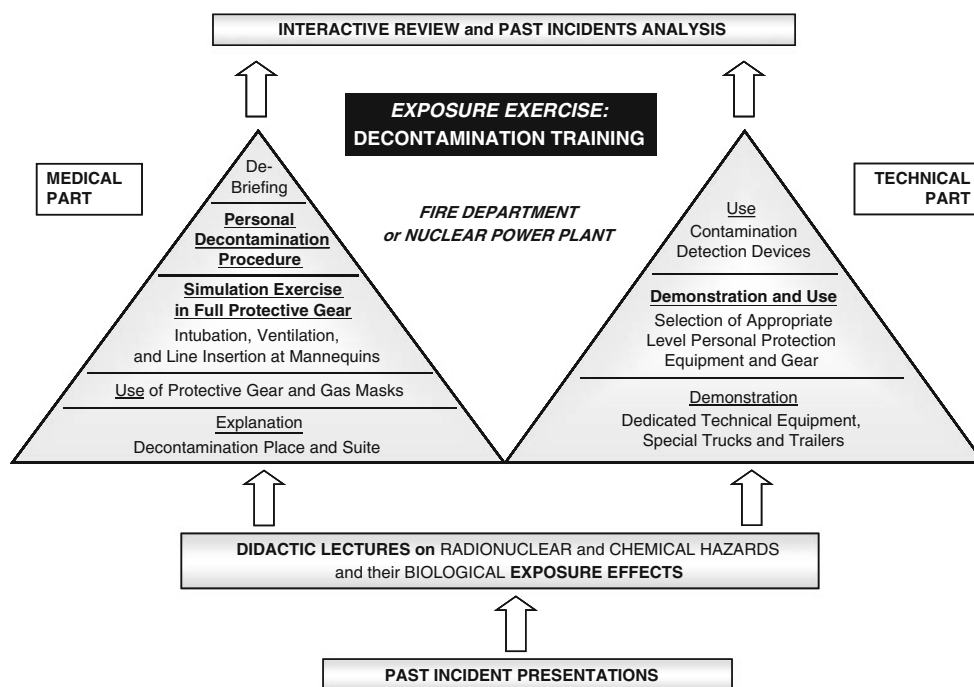 INTERACTIVE REVIEW and PAST INCIDENTS ANALYSIS
EXPOSURE EXERCISE:
DECONTAMINATION TRAINING
MEDICAL
PART
TECHNICAL
PART
FIRE DEPARTMENT
or NUCLEAR POWER PLANT
De-
Briefing
Personal
Decontamination
Procedure
Simulation Exercise
in Full Protective Gear
Intubation, Ventilation,
and Line Insertion at Mannequins
Use of Protective Gear and Gas Masks
Explanation
Decontamination Place and Suite
Use
Contamination
Detection Devices
Demonstration and Use
Selection of Appropriate
Level Personal Protection
Equipment and Gear
Demonstration
Dedicated Technical Equipment,
Special Trucks and Trailers
DIDACTIC LECTURES on RADIONUCLEAR and CHEMICAL HAZARDS
and their BIOLOGICAL EXPOSURE EFFECTS
PAST INCIDENT PRESENTATIONS